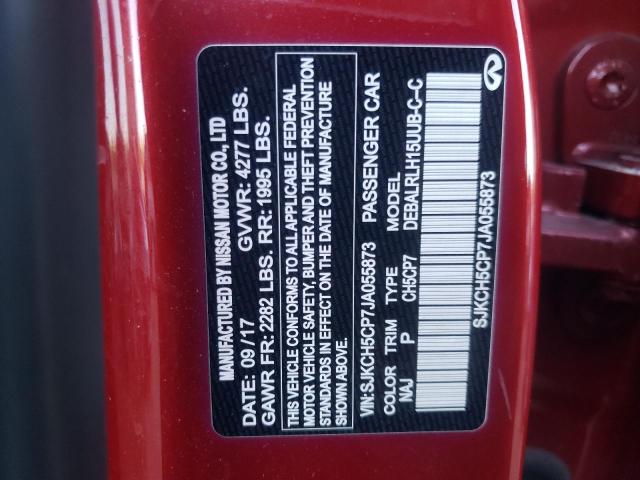 MANUFACTURED BY NISSAN MOTOR CO., LTD
DATE: 09 / 17 GVWR: 4277 LBS.
GAWR FR: 2282 LBS. RR: 1995 LBS.
THIS VEHICLE CONFORMS TO ALL APPLICABLE FEDERAL
MOTOR VEHICLE SAFETY, BUMPER AND THEFT PREVENTION
STANDARDS IN EFFECT ON THE DATE OF MANUFACTURE
SHOWN ABOVE.
VIN:SJKCH5CP7JA055873 PASSENGER CAR
COLOR TRIM TYPE MODEL
NAJ P CH5CP7 DEBALRLH15UUB-C-C
SJKCH5CP7JA055873